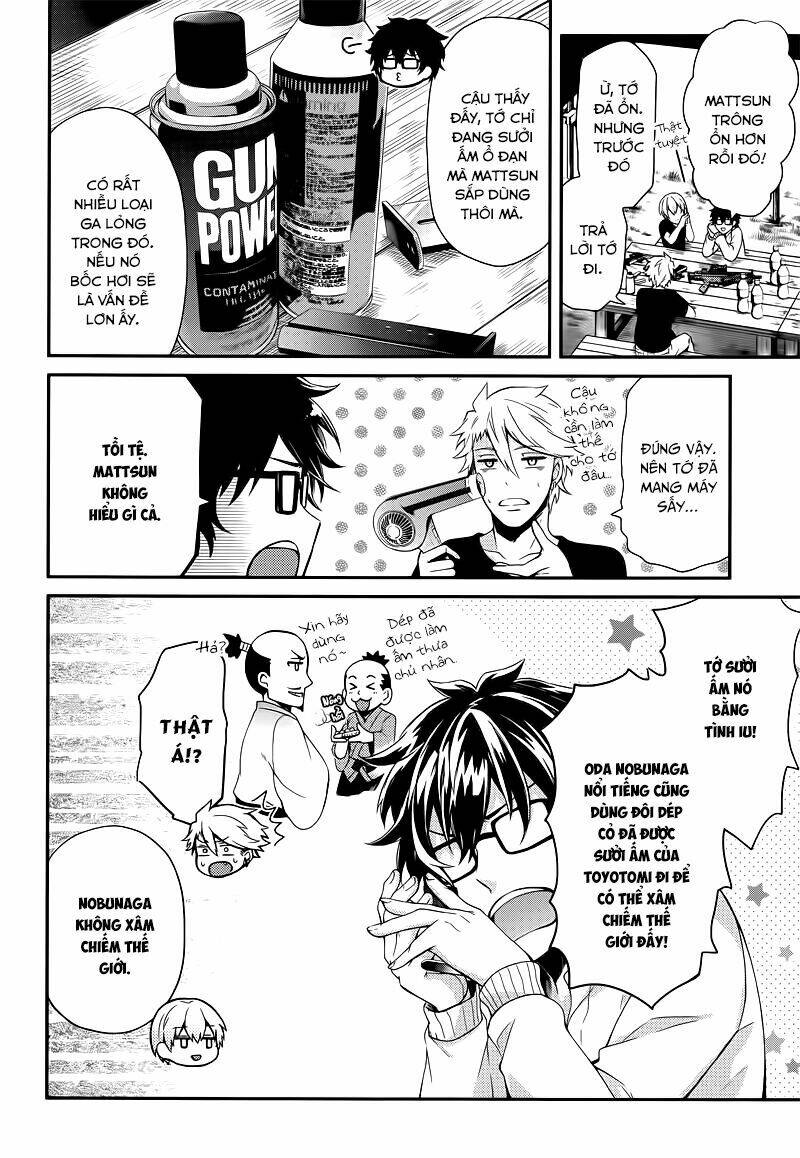 MATTSUN
TRÔNG
ỔN HƠN
RỒI ĐÓ!
Thật
tuyệt
Ừ, TỚ
ĐÃ ỔN.
NHƯNG
TRƯỚC
ĐÓ
TRẢ
LỜI TỚ
ĐI.
CẬU THẤY
ĐẤY, TỚ CHỈ
ĐANG SƯỞI
ẤM Ổ ĐẠN
MÀ MATTSUN
SẮP DÙNG
THÔI MÀ.
CÓ RẤT
NHIỀU LOẠI
GA LỎNG
TRONG ĐÓ.
NẾU NÓ
BỐC HƠI SẼ
LÀ VẤN ĐỀ
LƠN ẤY.
GUN
POWER
ĐÚNG VẬY.
NÊN TỚ ĐÃ
MANG MÁY
SẤY...
Cậu
không
cần làm
thế
cho tớ
đâu...
TỒI TỆ.
MATTSUN
KHÔNG
HIỂU GÌ CẢ.
TỚ SƯỞI
ẤM NÓ
BẰNG
TÌNH IU!
ODA NOBUNAGA
NỔI TIẾNG CŨNG
DÙNG ĐÔI DÉP
CỎ ĐÃ ĐƯỢC
SƯỞI ẤM CỦA
TOYOTOMI ĐI ĐỂ
CÓ THỂ XÂM
CHIẾM THẾ
GIỚI ĐẤY!
Dép đã
được làm
ấm thưa
chủ nhân.
Xin hãy
dùng
nó~
Nóng
hổi
Hả?
THẬT
Á!?
NOBUNAGA
KHÔNG XÂM
CHIẾM THẾ
GIỚI.